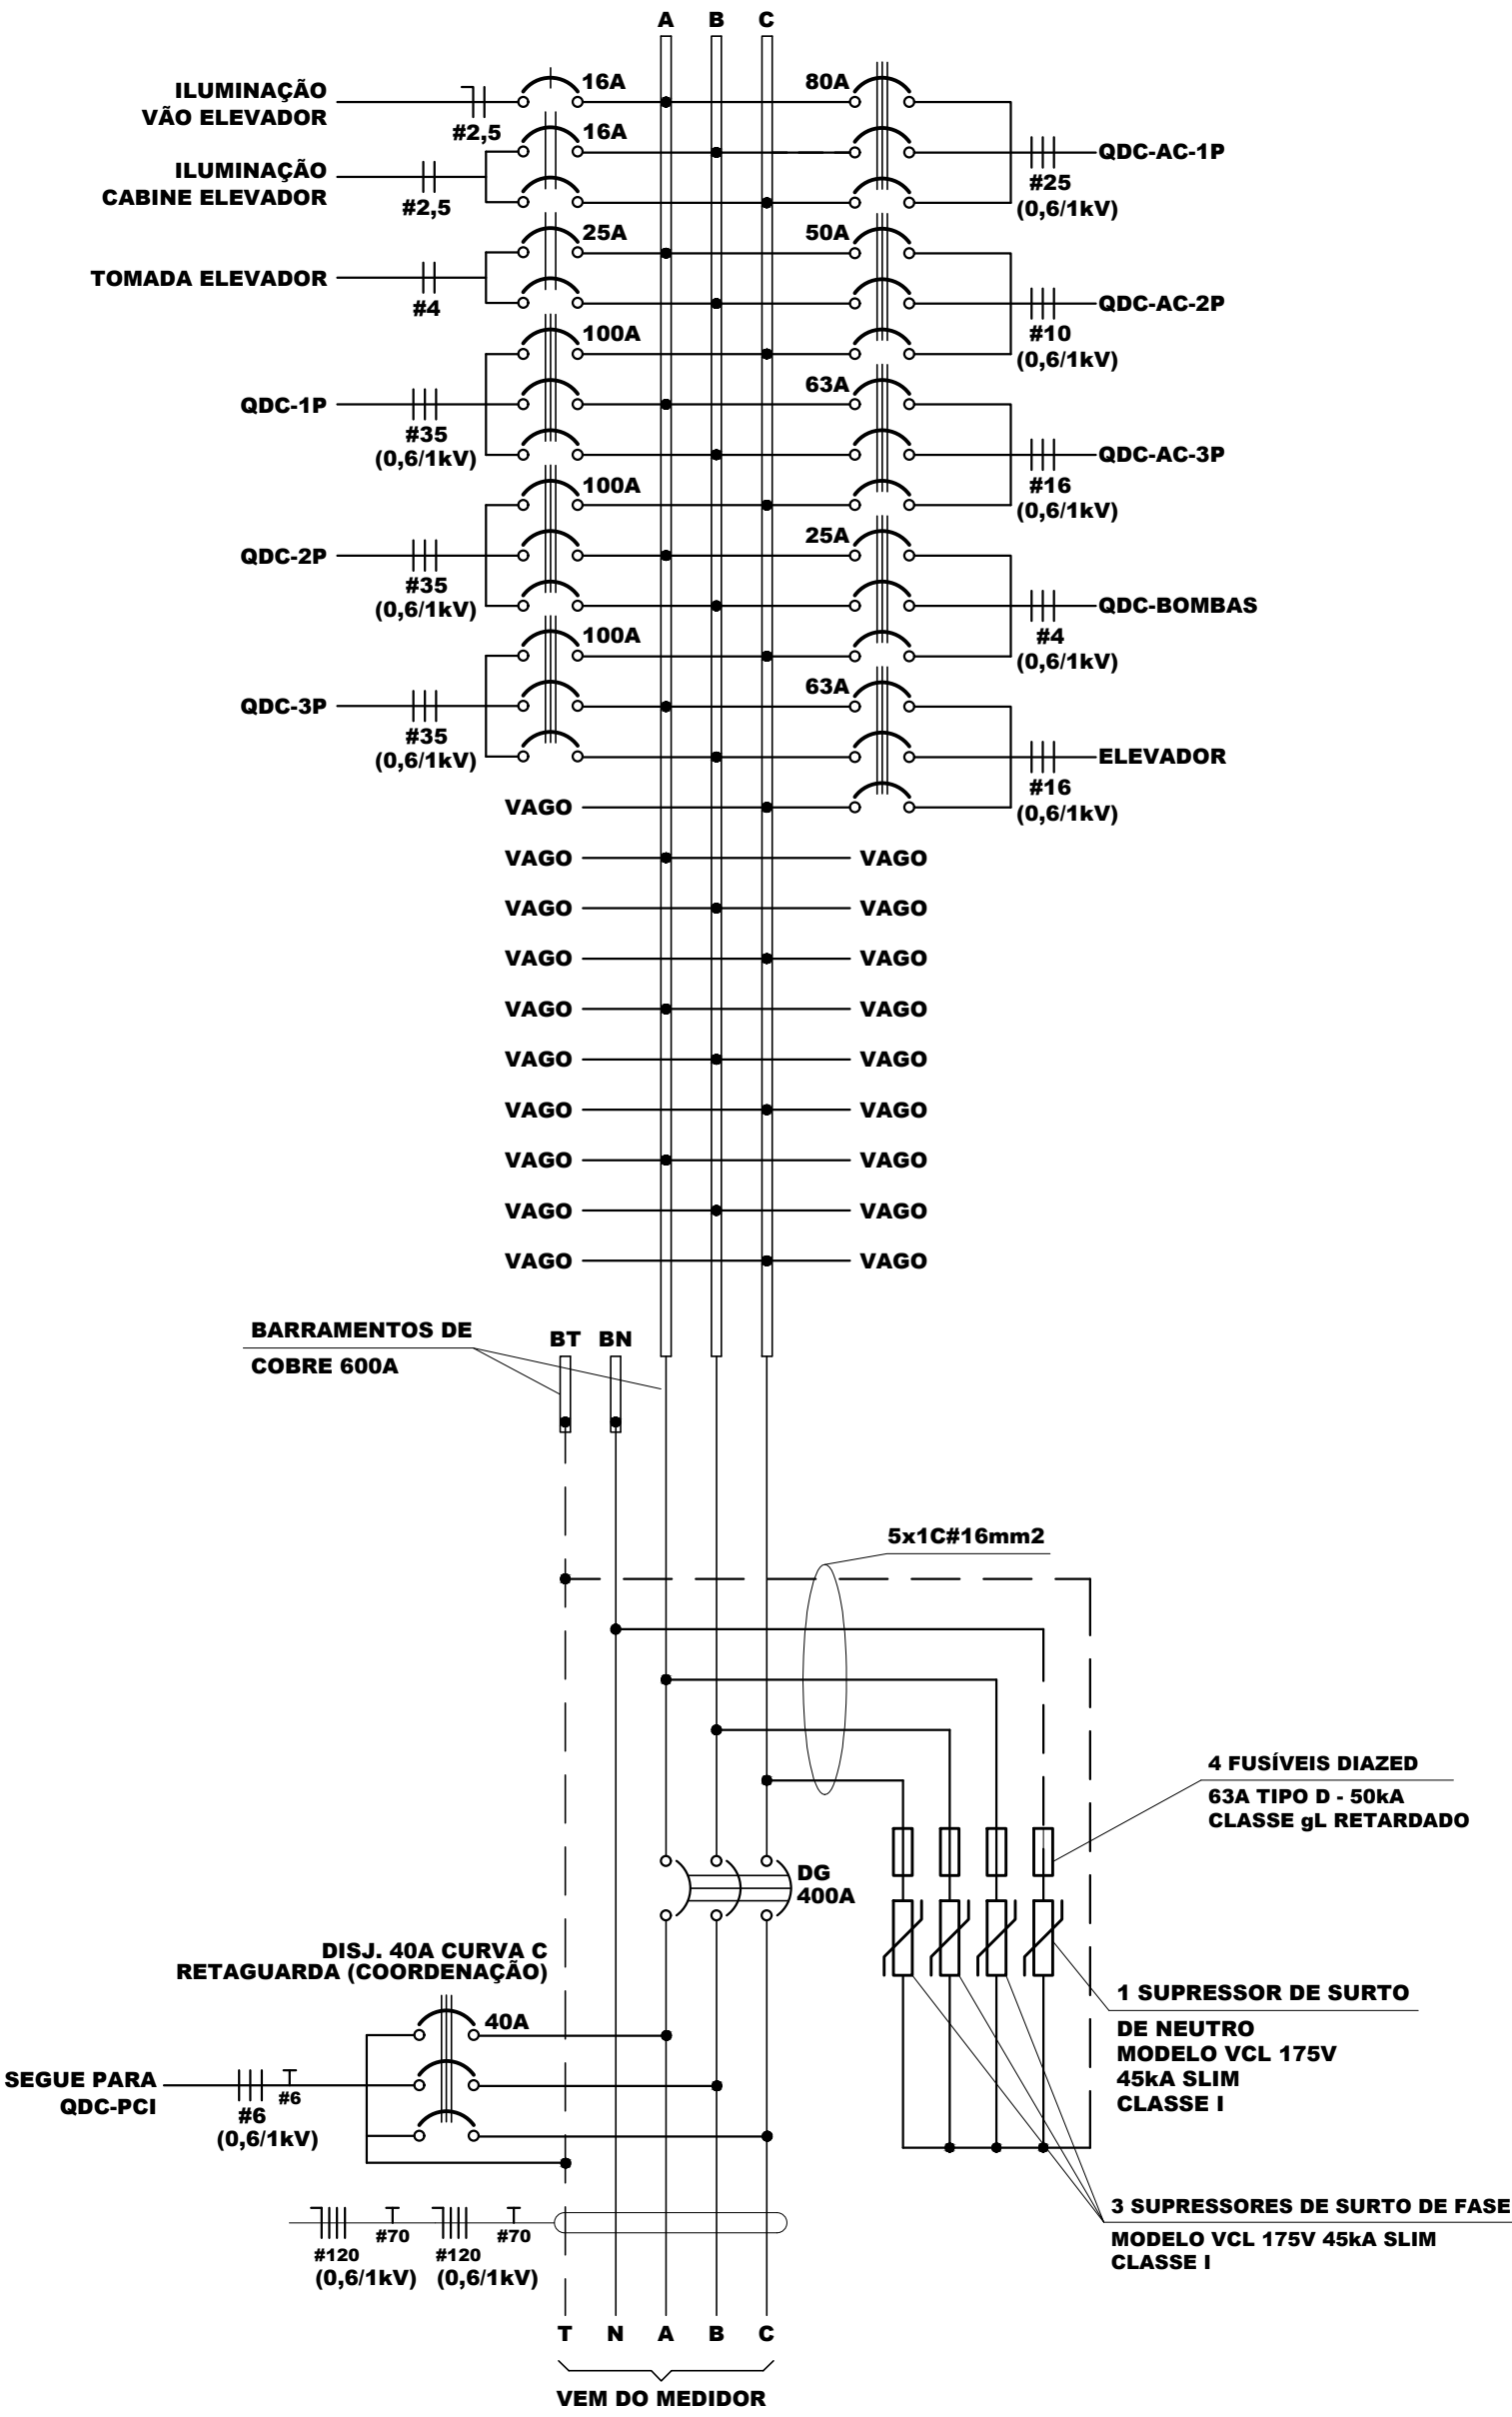 A B C
ILUMINAÇÃO
VÃO ELEVADOR
#2,5
16A
80A
ILUMINAÇÃO
CABINE ELEVADOR
#2,5
16A
QDC-AC-1P
#25
(0,6/1kV)
TOMADA ELEVADOR
#4
25A
50A
QDC-AC-2P
#10
(0,6/1kV)
QDC-1P
#35
(0,6/1kV)
100A
63A
QDC-AC-3P
#16
(0,6/1kV)
QDC-2P
#35
(0,6/1kV)
100A
25A
QDC-BOMBAS
#4
(0,6/1kV)
QDC-3P
#35
(0,6/1kV)
100A
63A
ELEVADOR
#16
(0,6/1kV)
VAGO
VAGO VAGO
VAGO VAGO
VAGO VAGO
VAGO VAGO
VAGO VAGO
VAGO VAGO
VAGO VAGO
VAGO VAGO
VAGO VAGO
BARRAMENTOS DE
COBRE 600A
BT BN
5x1C#16mm2
4 FUSÍVEIS DIAZED
63A TIPO D - 50kA
CLASSE gL RETARDADO
DG
400A
DISJ. 40A CURVA C
RETAGUARDA (COORDENAÇÃO)
40A
SEGUE PARA
QDC-PCI
#6
(0,6/1kV)
#6
1 SUPRESSOR DE SURTO
DE NEUTRO
MODELO VCL 175V
45kA SLIM
CLASSE I
3 SUPRESSORES DE SURTO DE FASE
MODELO VCL 175V 45kA SLIM
CLASSE I
#120
(0,6/1kV)
#70
#120
(0,6/1kV)
#70
T N A B C
VEM DO MEDIDOR